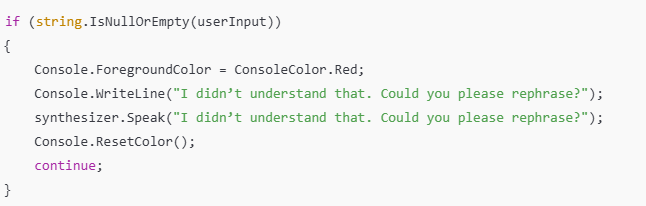 if (string.IsNullOrEmpty(userInput))
{
    Console.ForegroundColor = ConsoleColor.Red;
    Console.WriteLine("I didn’t understand that. Could you please rephrase?");
    synthesizer.Speak("I didn’t understand that. Could you please rephrase?");
    Console.ResetColor();
    continue;
}